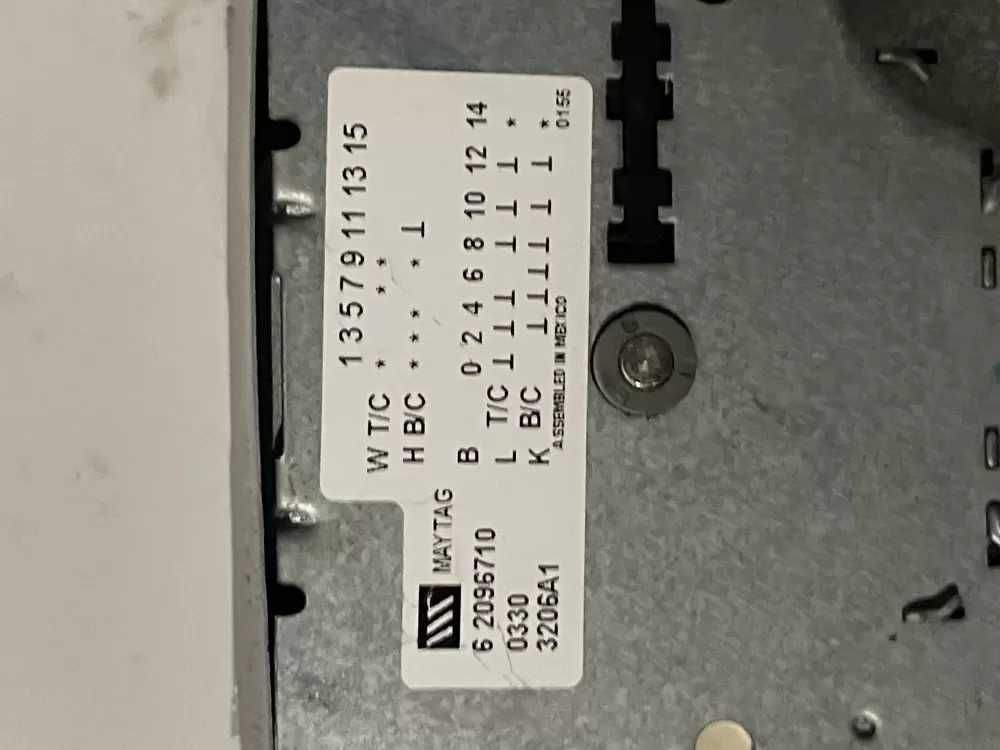 1 3 5 7 9 11 13 15
W T/C * * *
H B/C * * * * ⊥
B 0 2 4 6 8 10 12 14
L T/C ⊥ ⊥ ⊥ ⊥ ⊥ ⊥ *
K B/C ⊥ ⊥ ⊥ ⊥ ⊥ ⊥ *
ASSEMBLED IN MEXICO 0155
MAYTAG
6 2096710
0330
3206A1